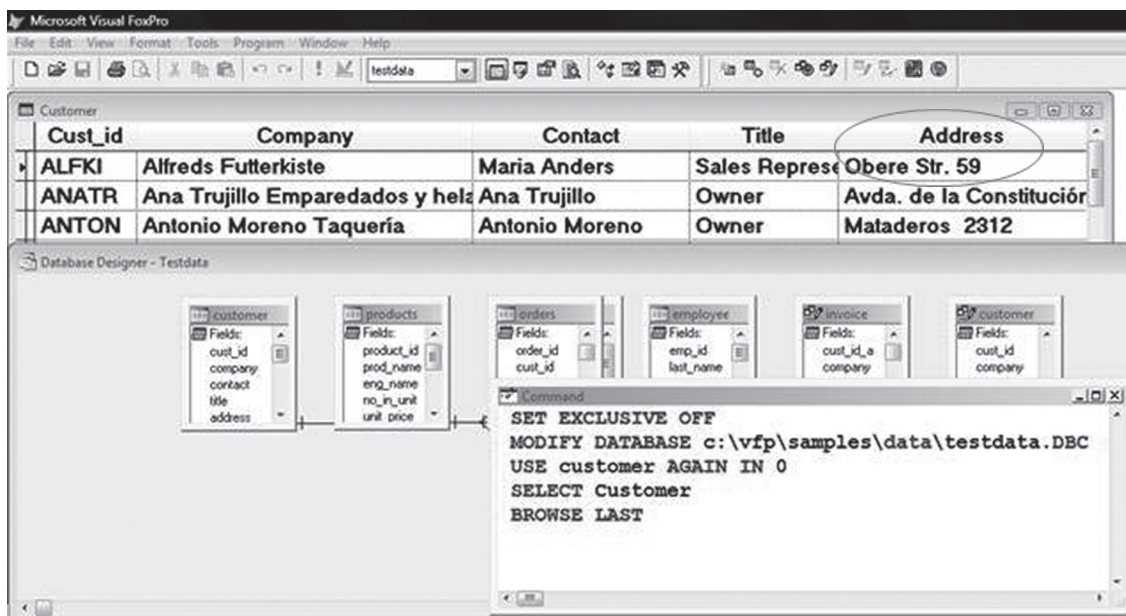 Microsoft Visual FoxPro
File Edit View Format Tools Program Window Help
testdata
Customer
Cust_id Company Contact Title Address
ALFKI Alfreds Futterkiste Maria Anders Sales Represe Obere Str. 59
ANATR Ana Trujillo Emparedados y hela Ana Trujillo Owner Avda. de la Constitución
ANTON Antonio Moreno Taquería Antonio Moreno Owner Mataderos 2312
Database Designer - Testdata
customer
Fields:
cust_id
company
contact
title
address
products
Fields:
product_id
prod_name
eng_name
no_in_unit
unit_price
orders
Fields:
order_id
cust_id
employee
Fields:
emp_id
last_name
invoice
Fields:
cust_id_a
company
customer
Fields:
cust_id
company
Command
SET EXCLUSIVE OFF
MODIFY DATABASE c:\vfp\samples\data\testdata.DBC
USE customer AGAIN IN 0
SELECT Customer
BROWSE LAST